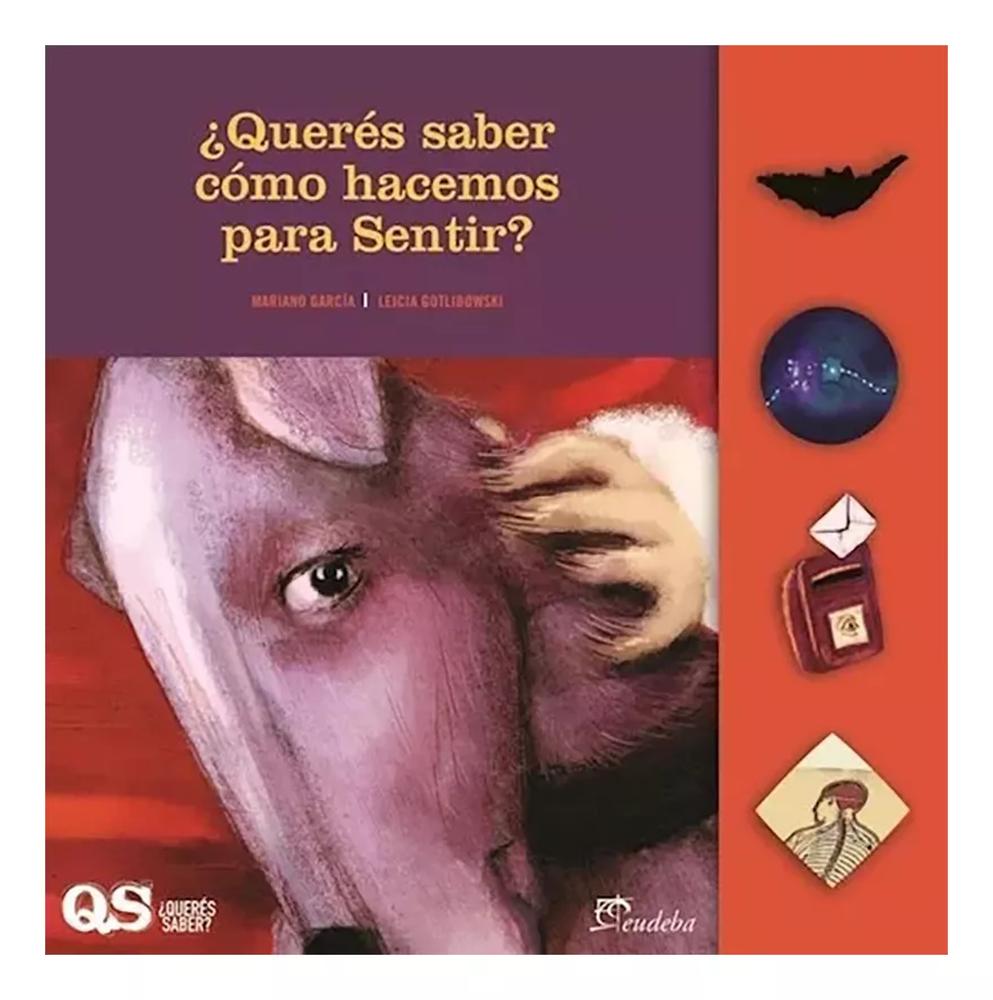 ¿Querés saber
cómo hacemos
para Sentir?
MARIANO GARCÍA | LEICIA GOTLIBOWSKI
QS ¿QUERÉS
SABER?
eudeba